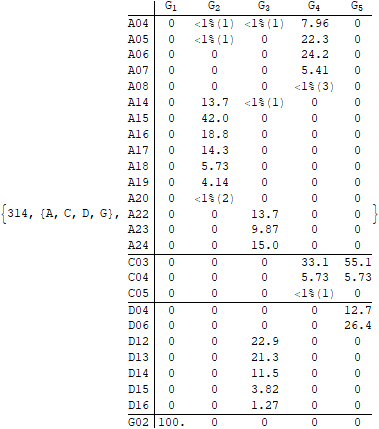 G1 G2 G3 G4 G5
A04 0 <1%(1) <1%(1) 7.96 0
A05 0 <1%(1) 0 22.3 0
A06 0 0 0 24.2 0
A07 0 0 0 5.41 0
A08 0 0 0 <1%(3) 0
A14 0 13.7 <1%(1) 0 0
A15 0 42.0 0 0 0
A16 0 18.8 0 0 0
A17 0 14.3 0 0 0
A18 0 5.73 0 0 0
A19 0 4.14 0 0 0
A20 0 <1%(2) 0 0 0
{314, {A, C, D, G}, A22 0 0 13.7 0 0 }
A23 0 0 9.87 0 0
A24 0 0 15.0 0 0
C03 0 0 0 33.1 55.1
C04 0 0 0 5.73 5.73
C05 0 0 0 <1%(1) 0
D04 0 0 0 0 12.7
D06 0 0 0 0 26.4
D12 0 0 22.9 0 0
D13 0 0 21.3 0 0
D14 0 0 11.5 0 0
D15 0 0 3.82 0 0
D16 0 0 1.27 0 0
G02 100. 0 0 0 0